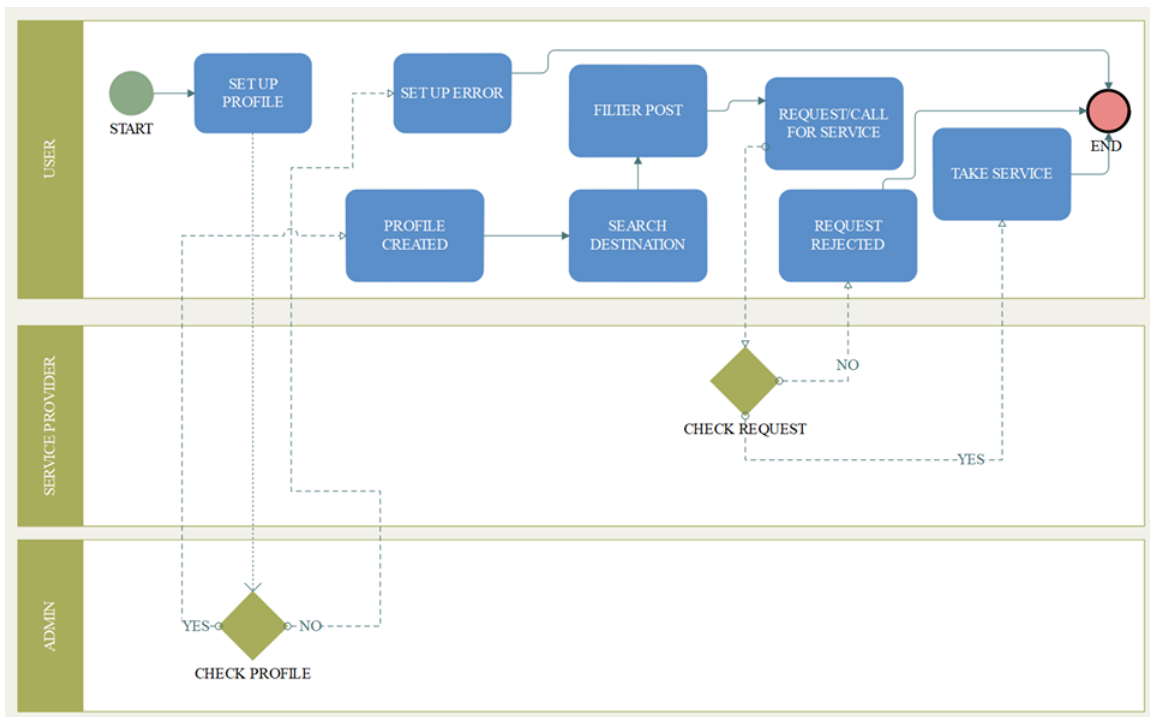 USER
START
SET UP
PROFILE
SET UP ERROR
FILTER POST
REQUEST/CALL
FOR SERVICE
END
PROFILE
CREATED
SEARCH
DESTINATION
REQUEST
REJECTED
TAKE SERVICE
SERVICE PROVIDER
NO
CHECK REQUEST
YES
ADMIN
YES
NO
CHECK PROFILE